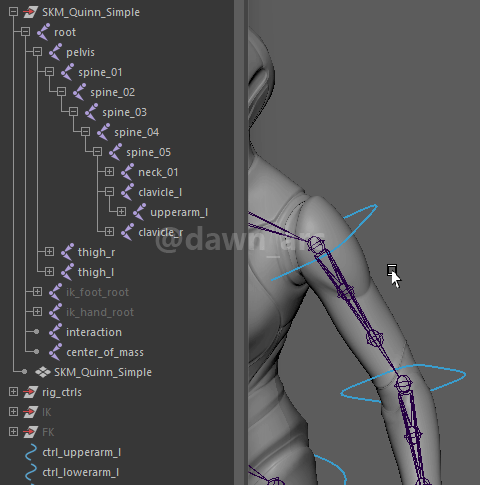 SKM_Quinn_Simple
root
pelvis
spine_01
spine_02
spine_03
spine_04
spine_05
neck_01
clavicle_l
upperarm_l
clavicle_r
thigh_r
thigh_l
ik_foot_root
ik_hand_root
interaction
center_of_mass
SKM_Quinn_Simple
rig_ctrls
IK
FK
ctrl_upperarm_l
ctrl_lowerarm_l